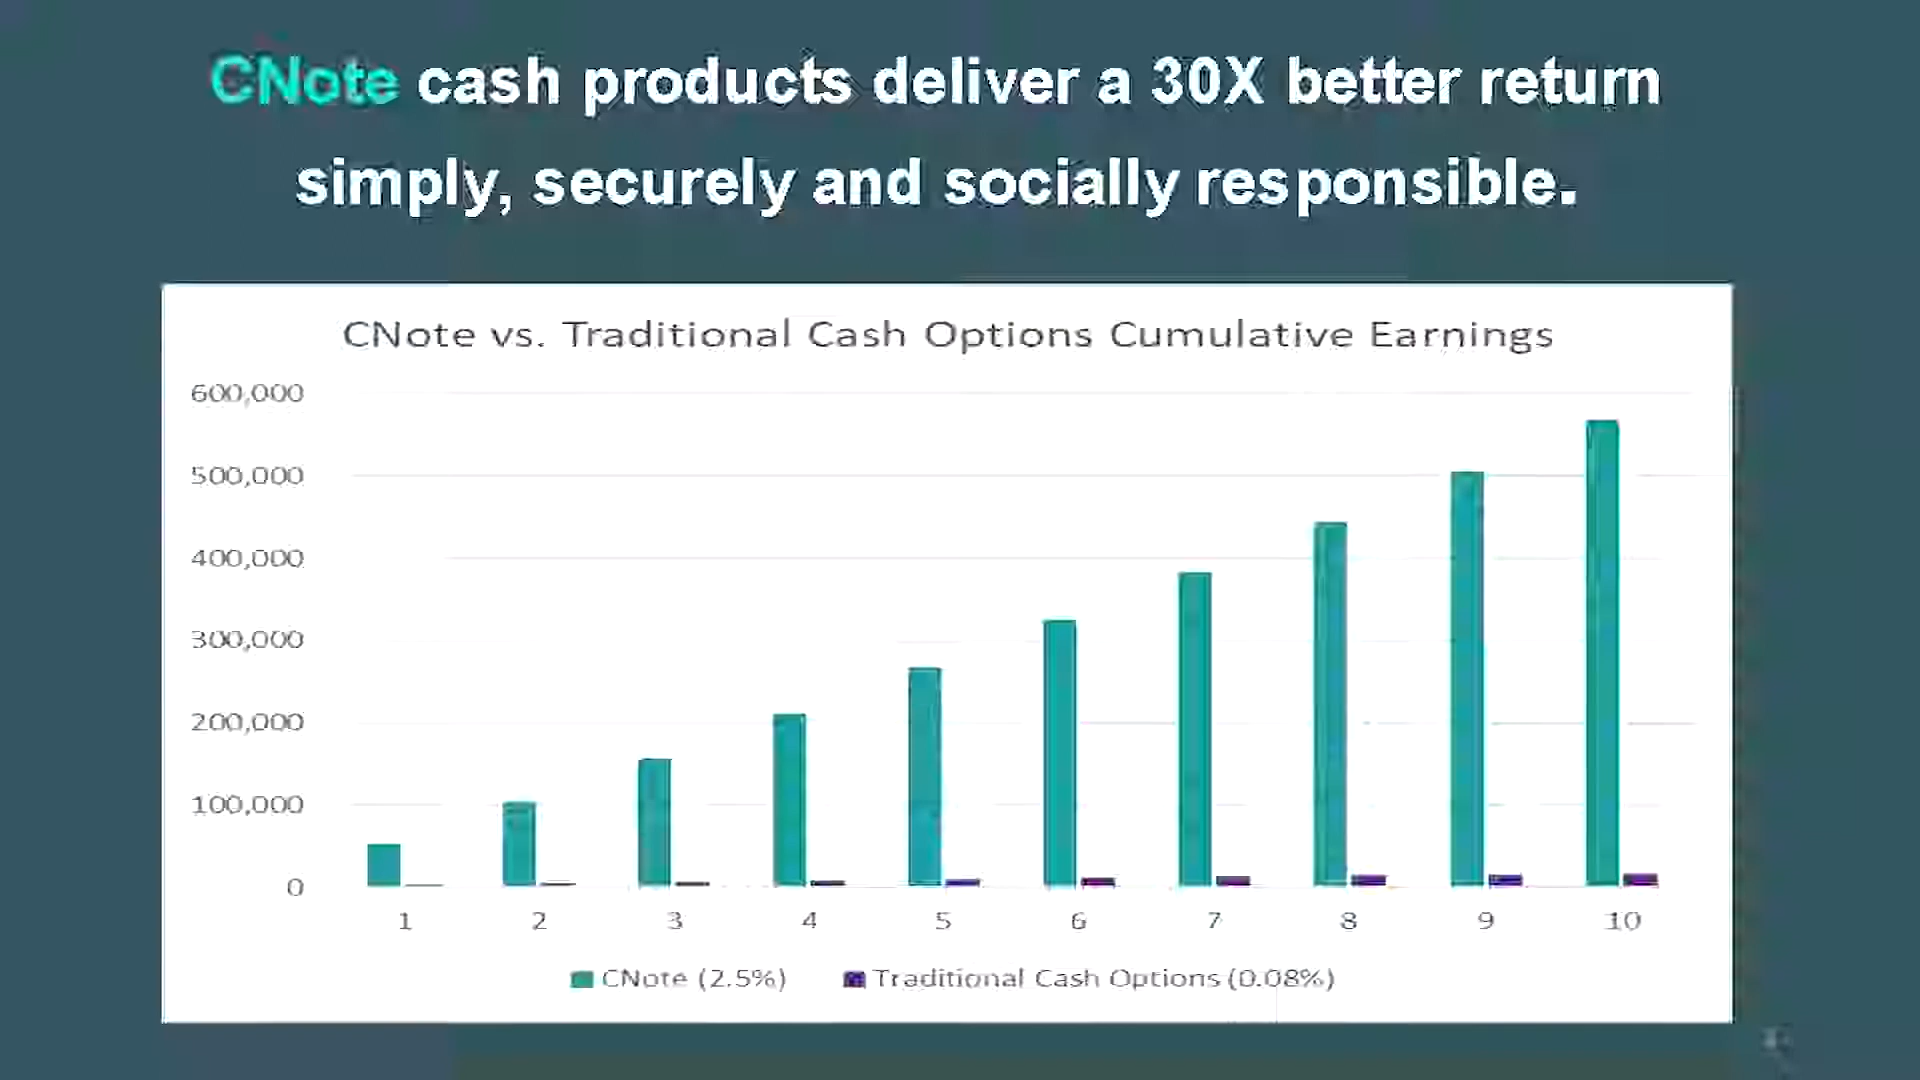 CNote cash products deliver a 30X better return
simply, securely and socially responsible.
CNote vs. Traditional Cash Options Cumulative Earnings
600,000
500,000
400,000
300,000
200,000
100,000
0
1 2 3 4 5 6 7 8 9 10
CNote (2.5%) Traditional Cash Options (0.08%)